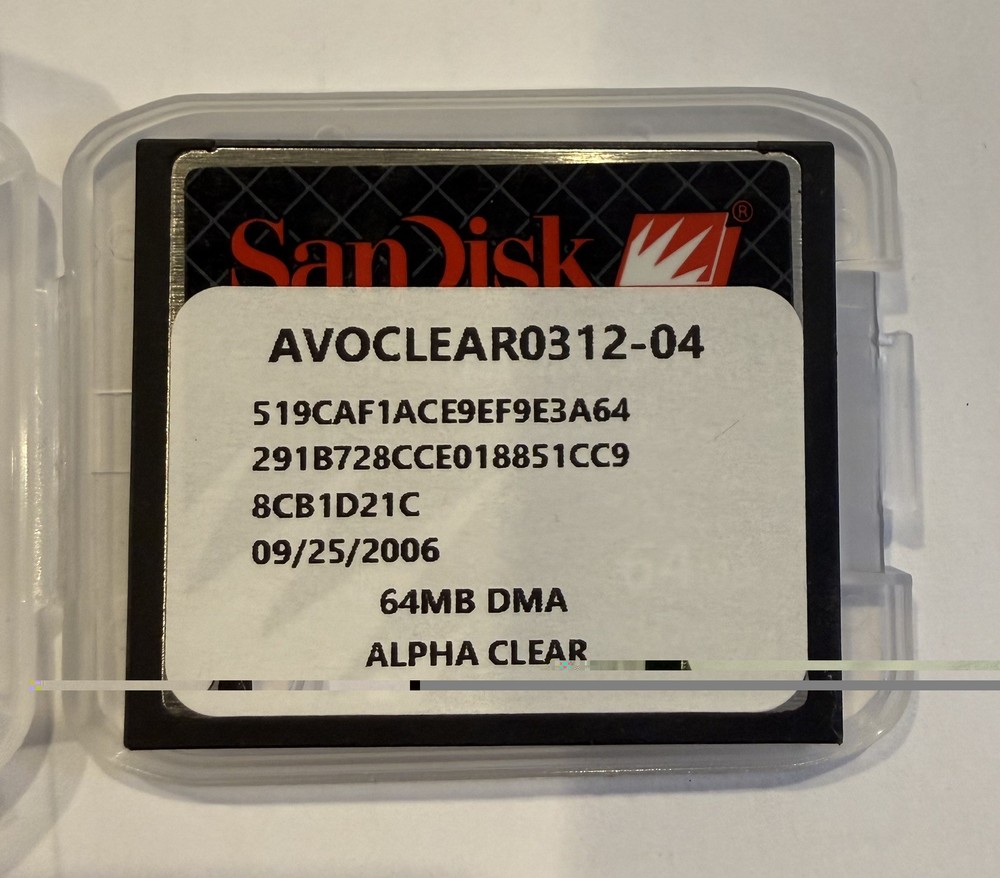 SanDisk®
AVOCLEAR0312-04
519CAF1ACE9EF9E3A64
291B728CCE018851CC9
8CB1D21C
09/25/2006
64MB DMA
ALPHA CLEAR